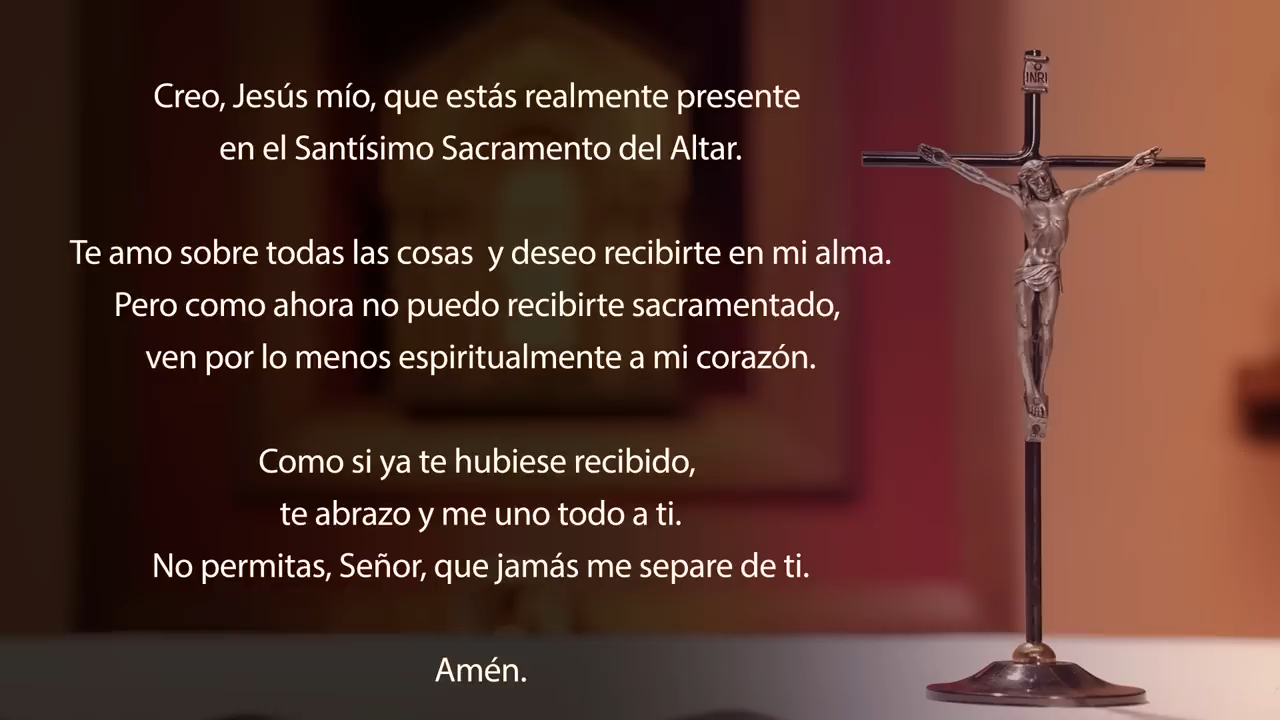 INRI
Creo, Jesús mío, que estás realmente presente
en el Santísimo Sacramento del Altar.
Te amo sobre todas las cosas  y deseo recibirte en mi alma.
Pero como ahora no puedo recibirte sacramentado,
ven por lo menos espiritualmente a mi corazón.
Como si ya te hubiese recibido,
te abrazo y me uno todo a ti.
No permitas, Señor, que jamás me separe de ti.
Amén.